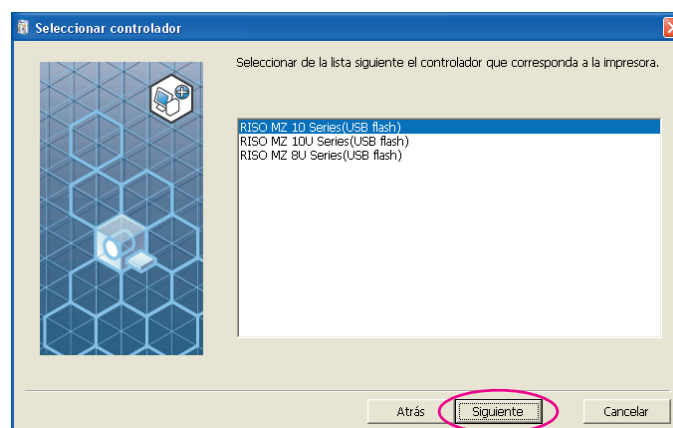 Seleccionar controlador
Seleccionar de la lista siguiente el controlador que corresponda a la impresora.
RISO MZ 10 Series(USB flash)
RISO MZ 10U Series(USB flash)
RISO MZ 8U Series(USB flash)
Atrás Siguiente Cancelar